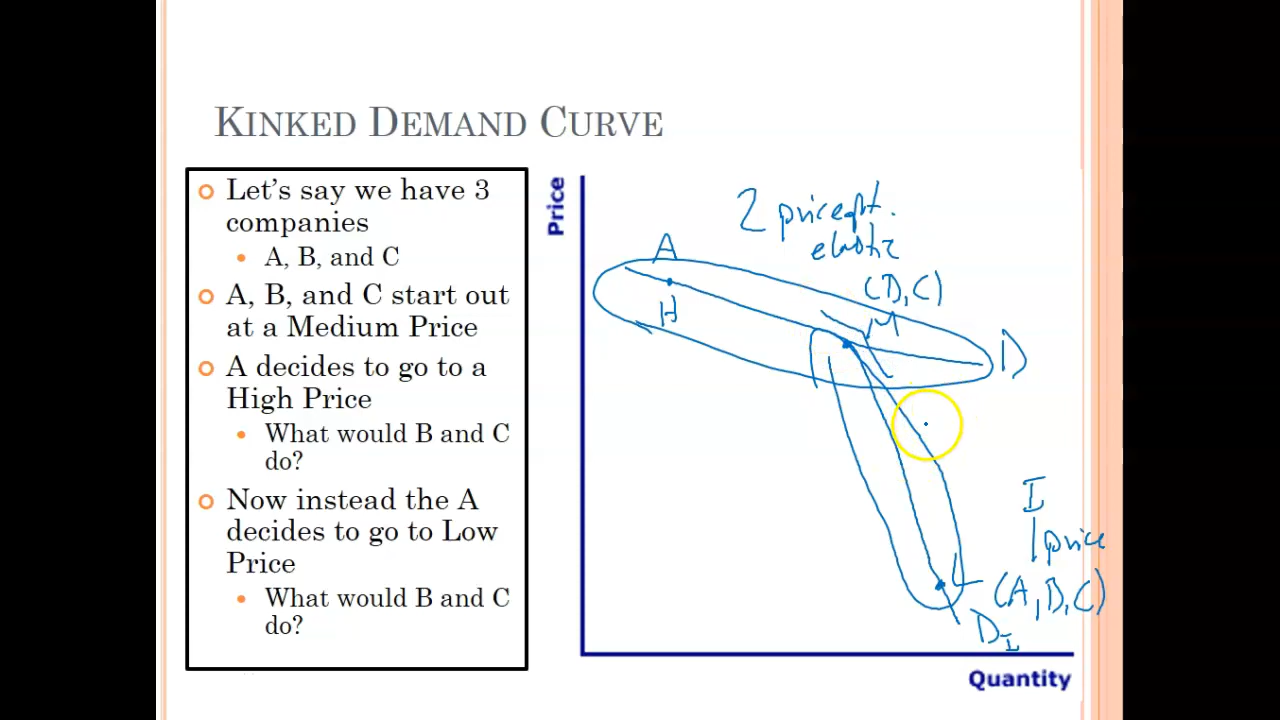 KINKED DEMAND CURVE
Let's say we have 3
companies
A, B, and C
A, B, and C start out
at a Medium Price
A decides to go to a
High Price
What would B and C
do?
Now instead the A
decides to go to Low
Price
What would B and C
do?
Price
2 price
elastic
A
H
M
D
I
1 price
L
(A, B, C)
D I
Quantity